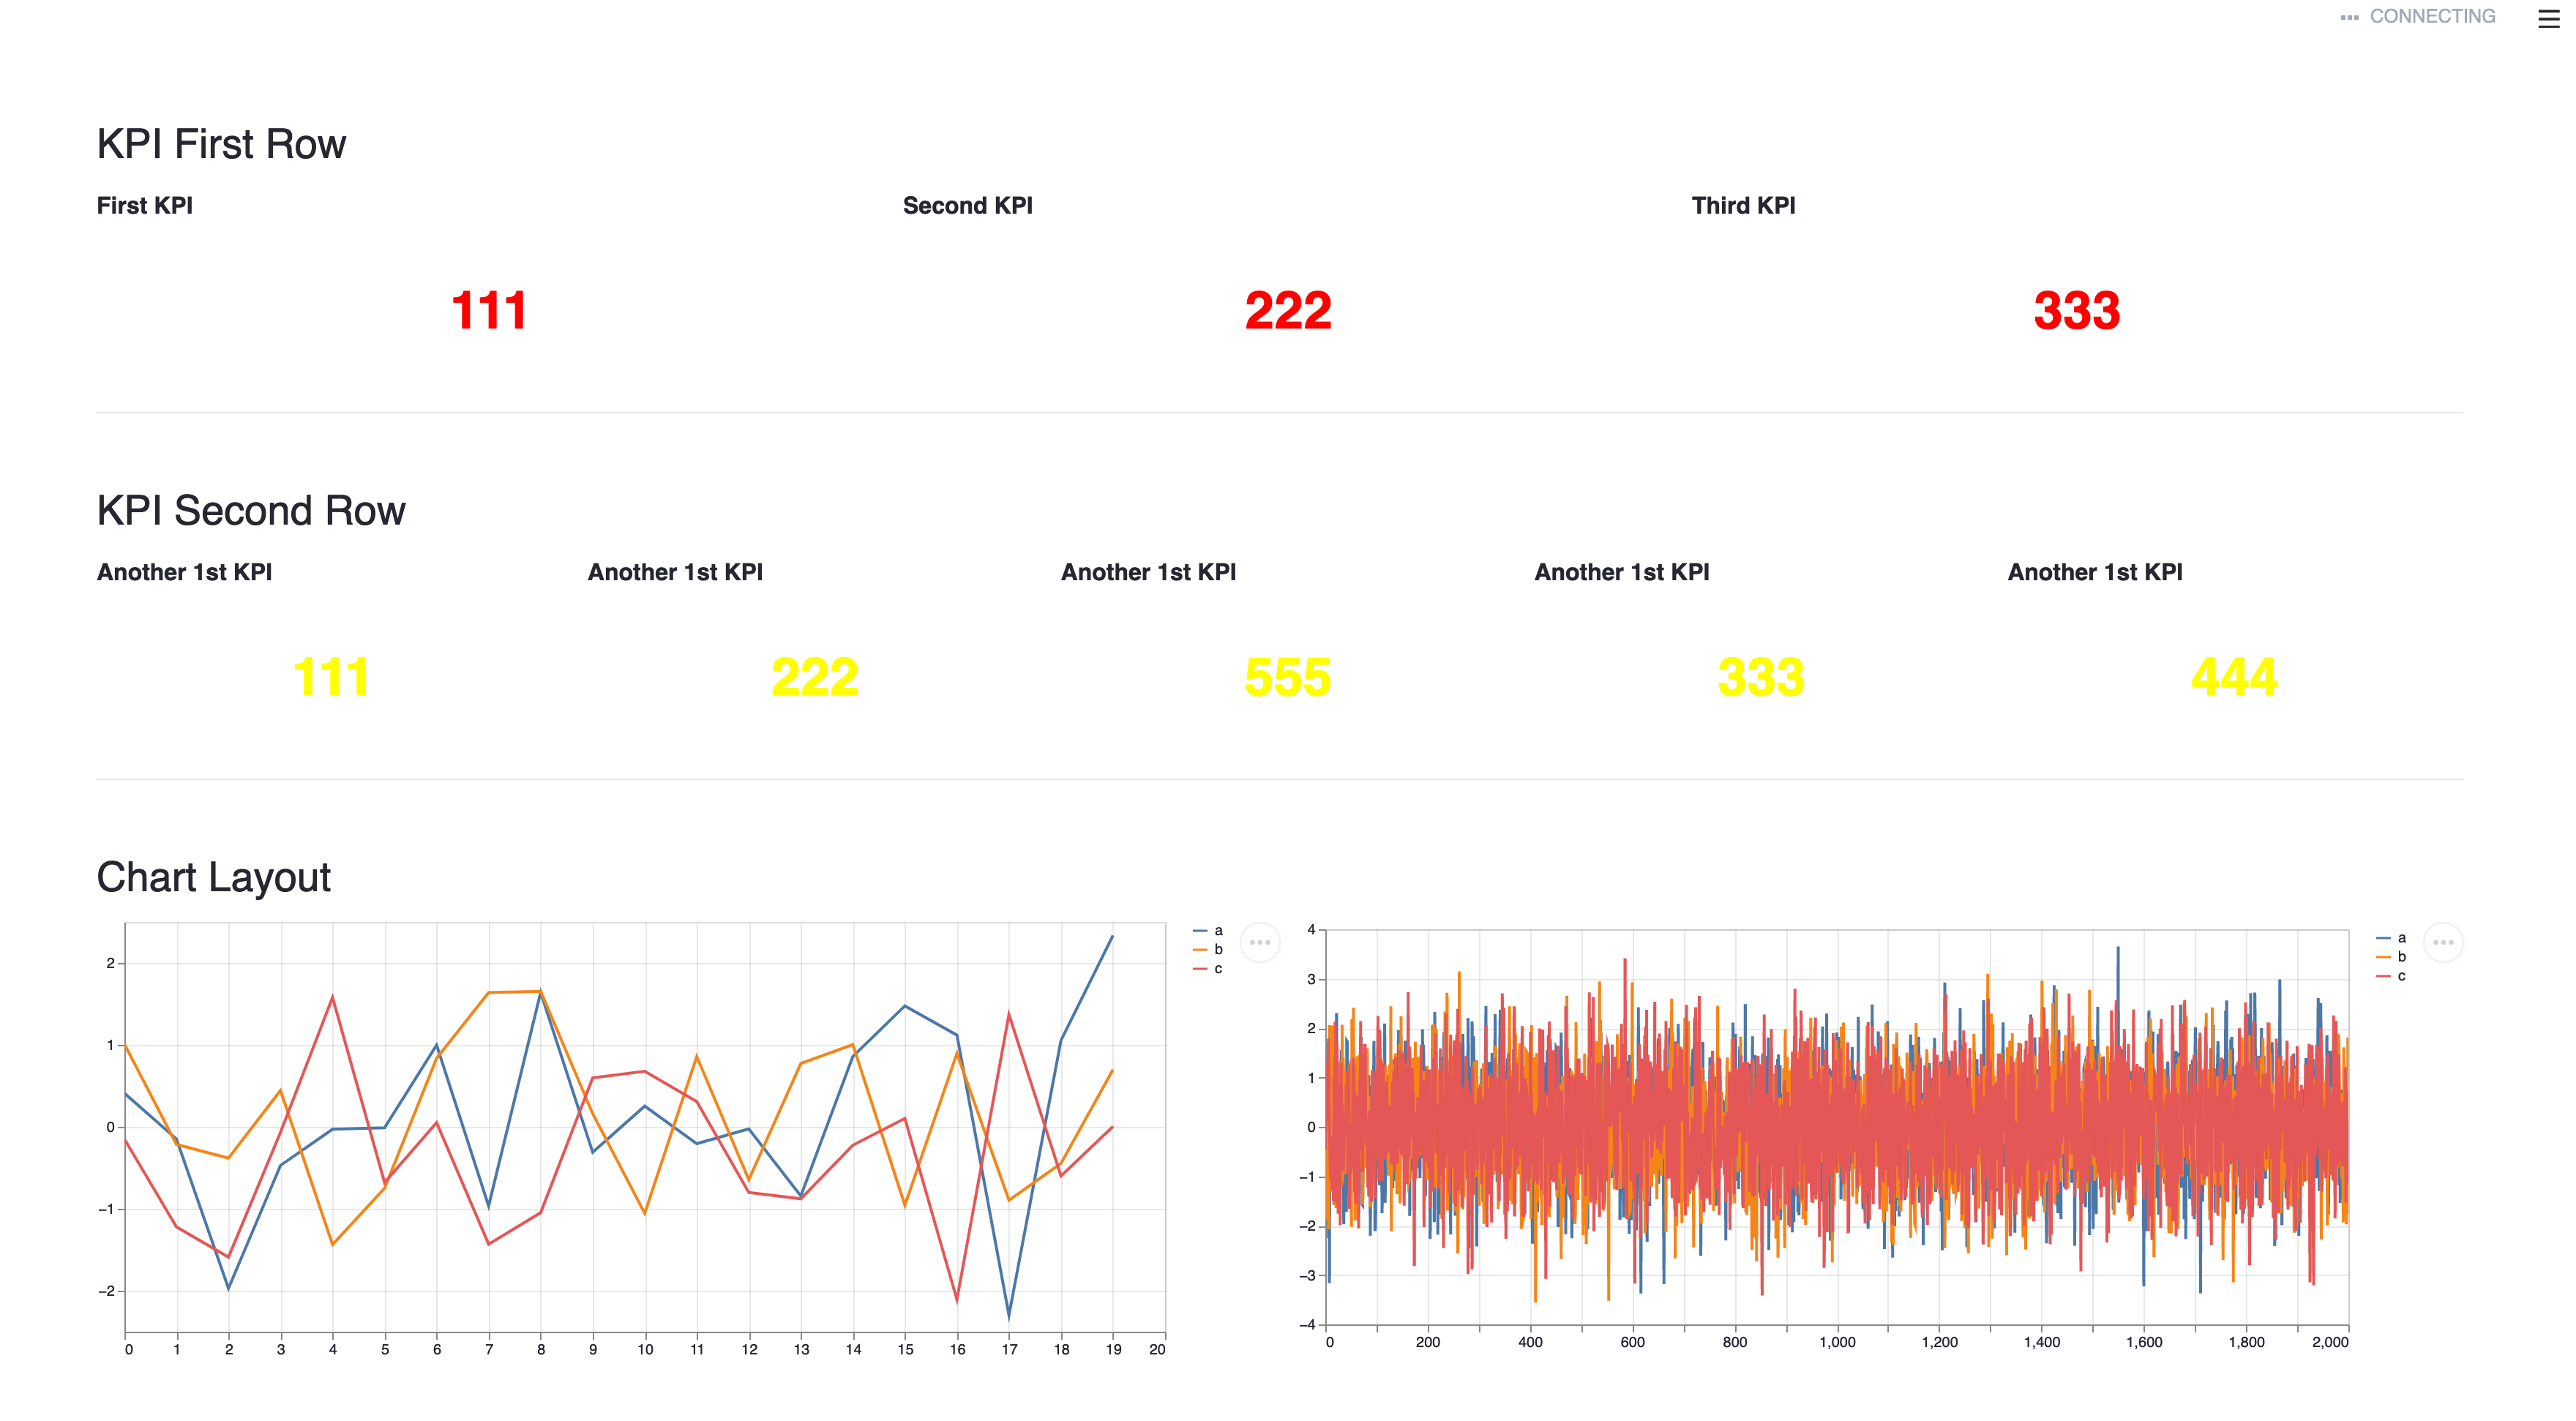 CONNECTING
KPI First Row
First KPI Second KPI Third KPI
111 222 333
KPI Second Row
Another 1st KPI Another 1st KPI Another 1st KPI Another 1st KPI Another 1st KPI
111 222 555 333 444
Chart Layout
a
b
c
2
1
0
−1
−2
0 1 2 3 4 5 6 7 8 9 10 11 12 13 14 15 16 17 18 19 20
a
b
c
4
3
2
1
0
−1
−2
−3
−4
0 200 400 600 800 1,000 1,200 1,400 1,600 1,800 2,000